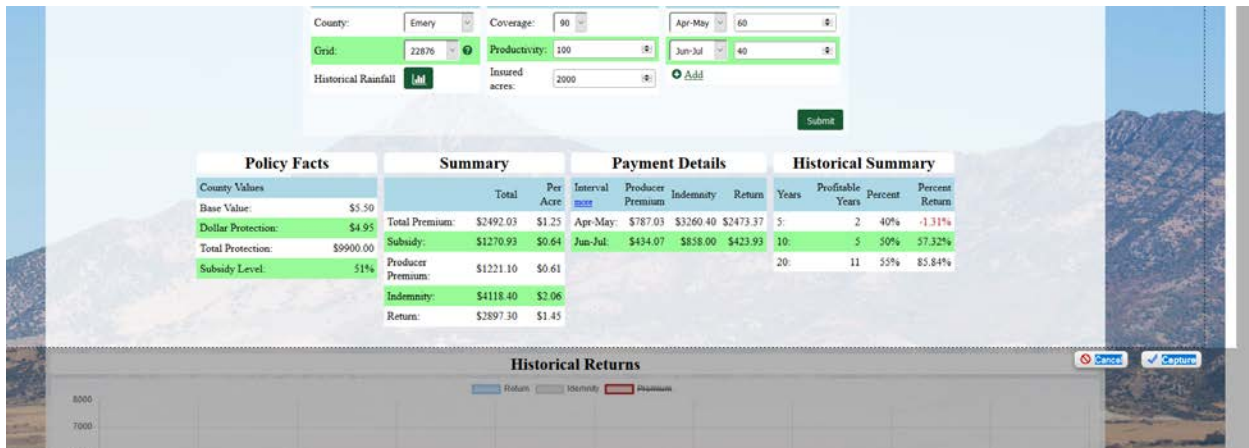 County: Emery Coverage: 90 Apr-May 60
Grid: 22876 Productivity: 100 Jun-Jul 40
Historical Rainfall Insured acres: 2000 Add
Submit
Policy Facts
County Values
Base Value: $5.50
Dollar Protection: $4.95
Total Protection: $9900.00
Subsidy Level: 51%
Summary
Total Per Acre
Total Premium: $2492.03 $1.25
Subsidy: $1270.93 $0.64
Producer Premium: $1221.10 $0.61
Indemnity: $4118.40 $2.06
Return: $2897.30 $1.45
Payment Details
Interval more Producer Premium Indemnity Return
Apr-May: $787.03 $3260.40 $2473.37
Jun-Jul: $434.07 $858.00 $423.93
Historical Summary
Years Profitable Years Percent Percent Return
5: 2 40% -1.31%
10: 5 50% 57.32%
20: 11 55% 85.84%
Cancel Capture
Historical Returns
Return Idemnity Premium
8000
7000